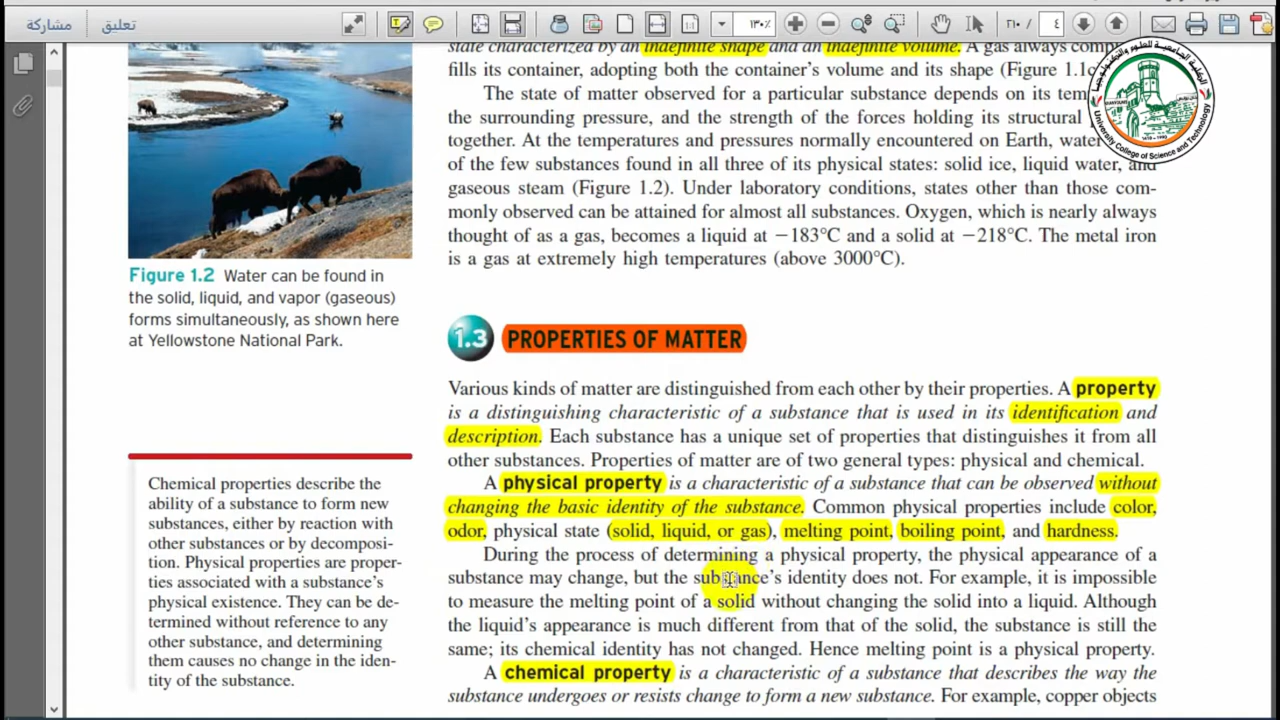 مشاركة
تعليق
١٣٠٪
٢١٠ /
٤
Figure 1.2 Water can be found in
the solid, liquid, and vapor (gaseous)
forms simultaneously, as shown here
at Yellowstone National Park.
Chemical properties describe the
ability of a substance to form new
substances, either by reaction with
other substances or by decomposi-
tion. Physical properties are proper-
ties associated with a substance's
physical existence. They can be de-
termined without reference to any
other substance, and determining
them causes no change in the iden-
tity of the substance.
state characterized by an indefinite shape and an indefinite volume. A gas always comp
fills its container, adopting both the container's volume and its shape (Figure 1.1c
The state of matter observed for a particular substance depends on its tem
the surrounding pressure, and the strength of the forces holding its structural
together. At the temperatures and pressures normally encountered on Earth, water
of the few substances found in all three of its physical states: solid ice, liquid water, and
gaseous steam (Figure 1.2). Under laboratory conditions, states other than those com-
monly observed can be attained for almost all substances. Oxygen, which is nearly always
thought of as a gas, becomes a liquid at −183°C and a solid at −218°C. The metal iron
is a gas at extremely high temperatures (above 3000°C).
1.3 PROPERTIES OF MATTER
Various kinds of matter are distinguished from each other by their properties. A property
is a distinguishing characteristic of a substance that is used in its identification and
description. Each substance has a unique set of properties that distinguishes it from all
other substances. Properties of matter are of two general types: physical and chemical.
A physical property is a characteristic of a substance that can be observed without
changing the basic identity of the substance. Common physical properties include color,
odor, physical state (solid, liquid, or gas), melting point, boiling point, and hardness.
During the process of determining a physical property, the physical appearance of a
substance may change, but the substance's identity does not. For example, it is impossible
to measure the melting point of a solid without changing the solid into a liquid. Although
the liquid's appearance is much different from that of the solid, the substance is still the
same; its chemical identity has not changed. Hence melting point is a physical property.
A chemical property is a characteristic of a substance that describes the way the
substance undergoes or resists change to form a new substance. For example, copper objects
الكلية الجامعية للعلوم والتكنولوجيا
University College of Science and Technology